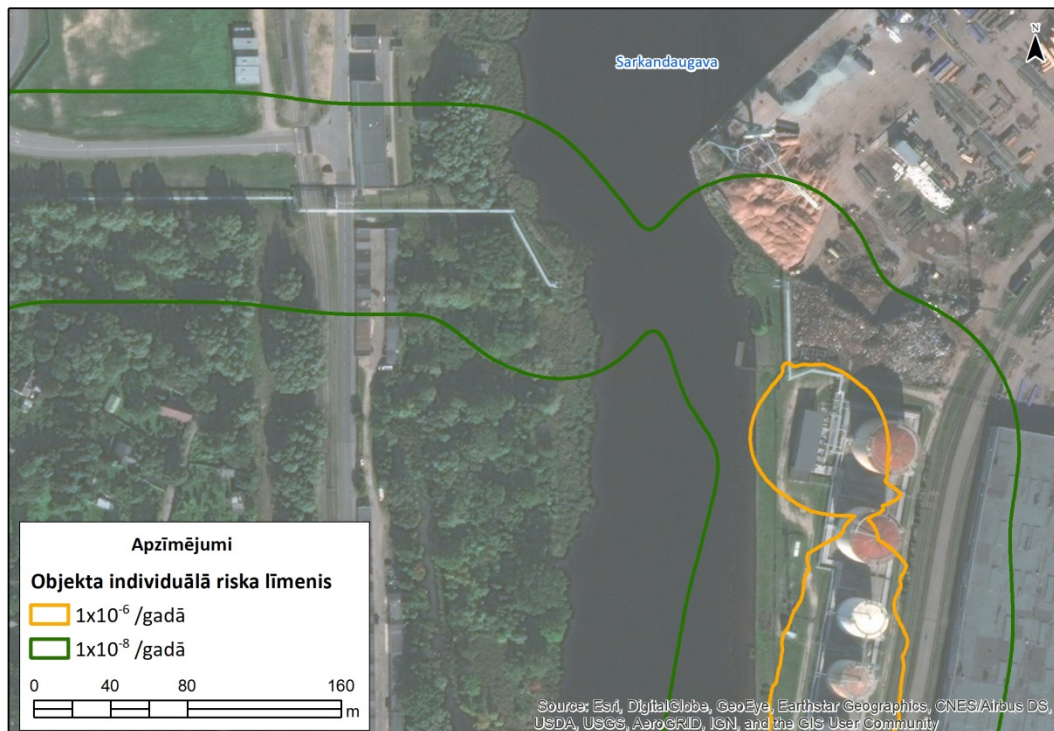 N
Sarkandaugava
Apzīmējumi
Objekta individuālā riska līmenis
1x10⁻⁶ /gadā
1x10⁻⁸ /gadā
0 40 80 160
m
Source: Esri, DigitalGlobe, GeoEye, Earthstar Geographics, CNES/Airbus DS,
USDA, USGS, AeroGRID, IGN, and the GIS User Community